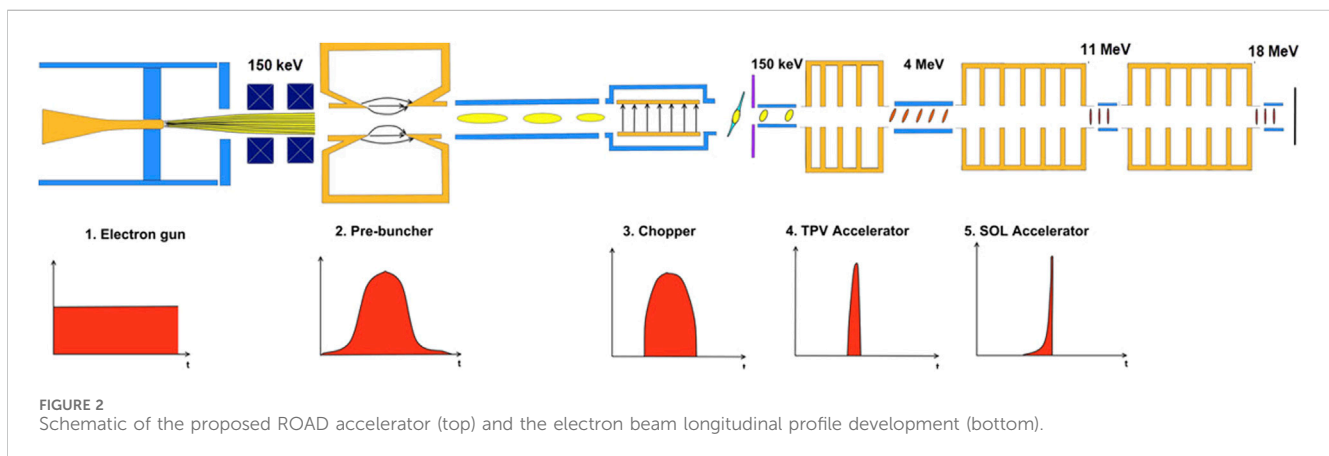 150 keV
150 keV
4 MeV
11 MeV
18 MeV
1. Electron gun
2. Pre-buncher
3. Chopper
4. TPV Accelerator
5. SOL Accelerator
t
t
t
t
t
FIGURE 2
Schematic of the proposed ROAD accelerator (top) and the electron beam longitudinal profile development (bottom).